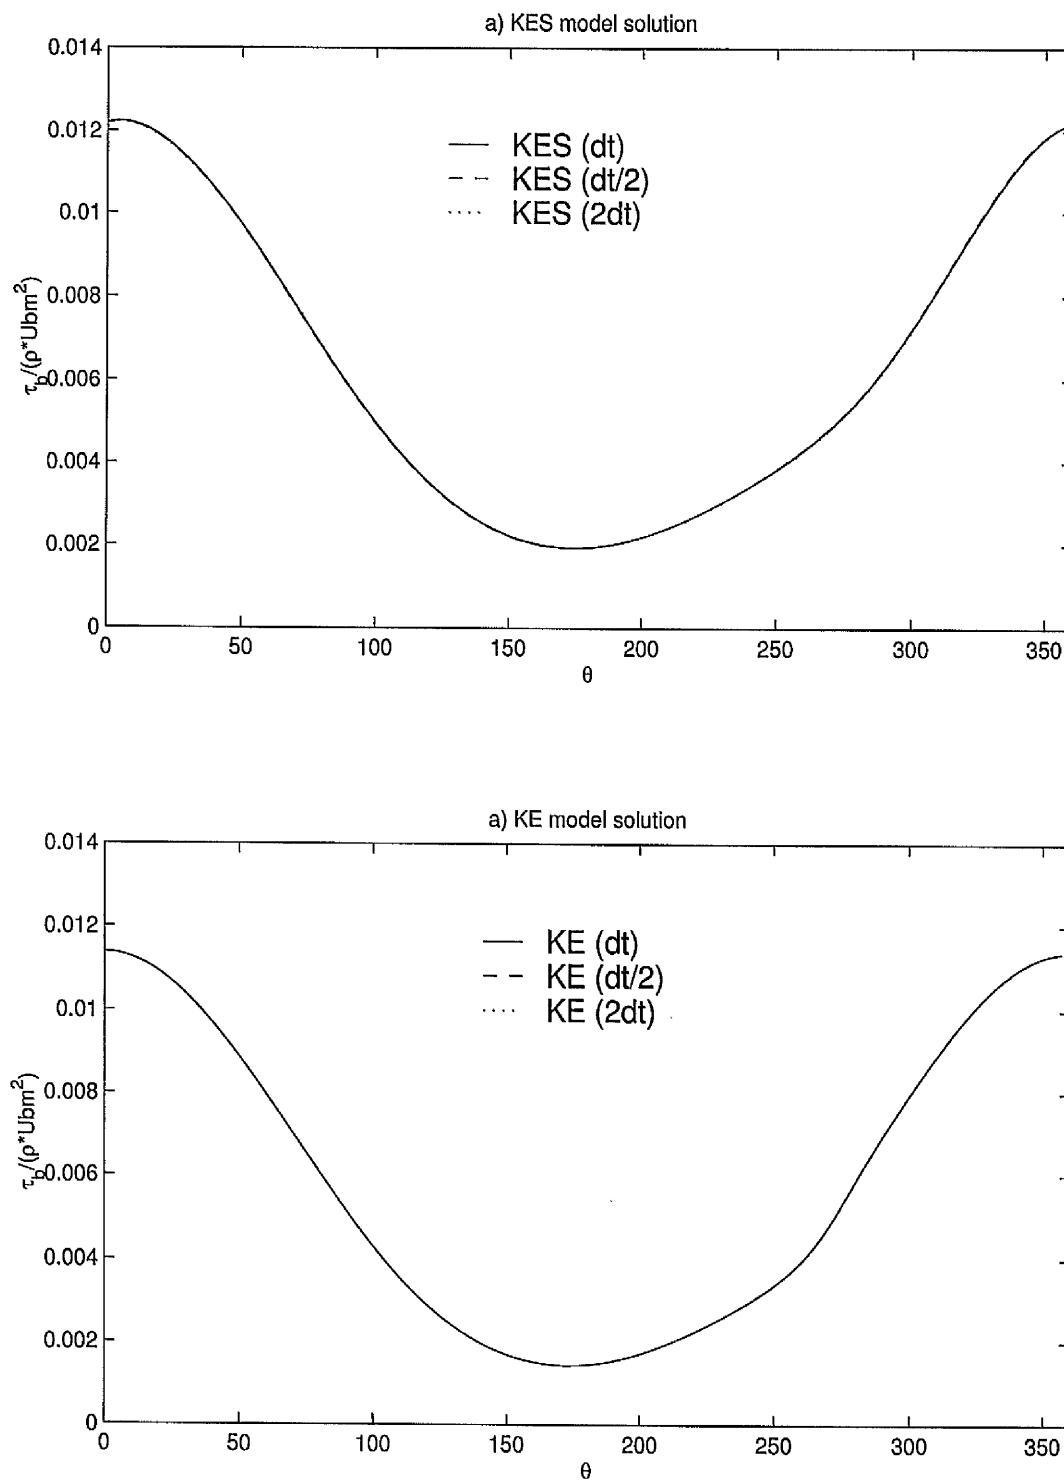 a) KES model solution
0.014
0.012
0.01
0.008
0.006
0.004
0.002
0
τb/(ρ*Ubm²)
KES (dt)
KES (dt/2)
KES (2dt)
0 50 100 150 200 250 300 350
θ
a) KE model solution
0.014
0.012
0.01
0.008
0.006
0.004
0.002
0
τb/(ρ*Ubm²)
KE (dt)
KE (dt/2)
KE (2dt)
0 50 100 150 200 250 300 350
θ